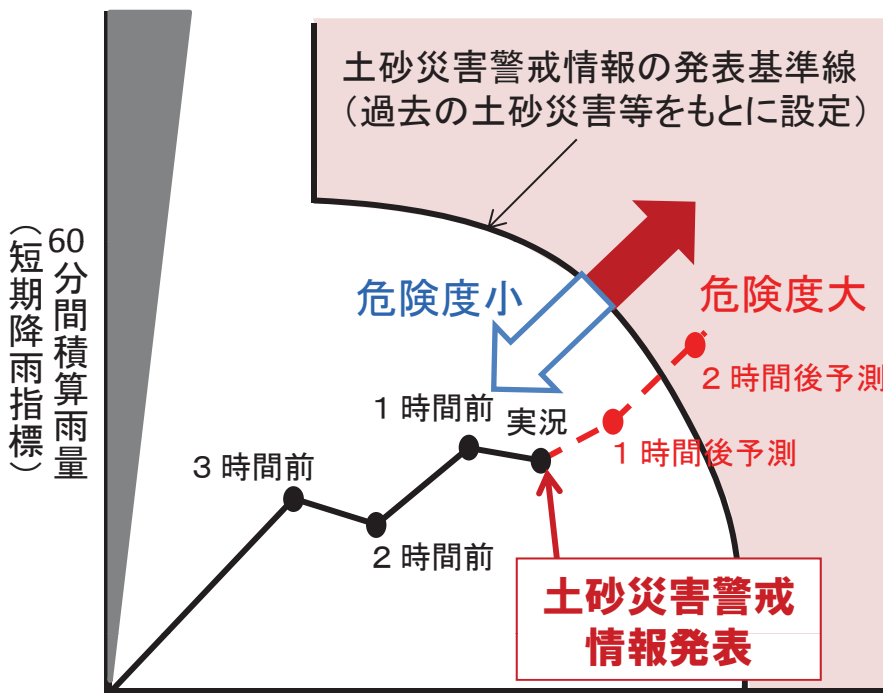 土砂災害警戒情報の発表基準線
（過去の土砂災害等をもとに設定）
60分間積算雨量
（短期降雨指標）
危険度小
危険度大
２時間後予測
１時間前
実況
１時間後予測
３時間前
２時間前
土砂災害警戒
情報発表